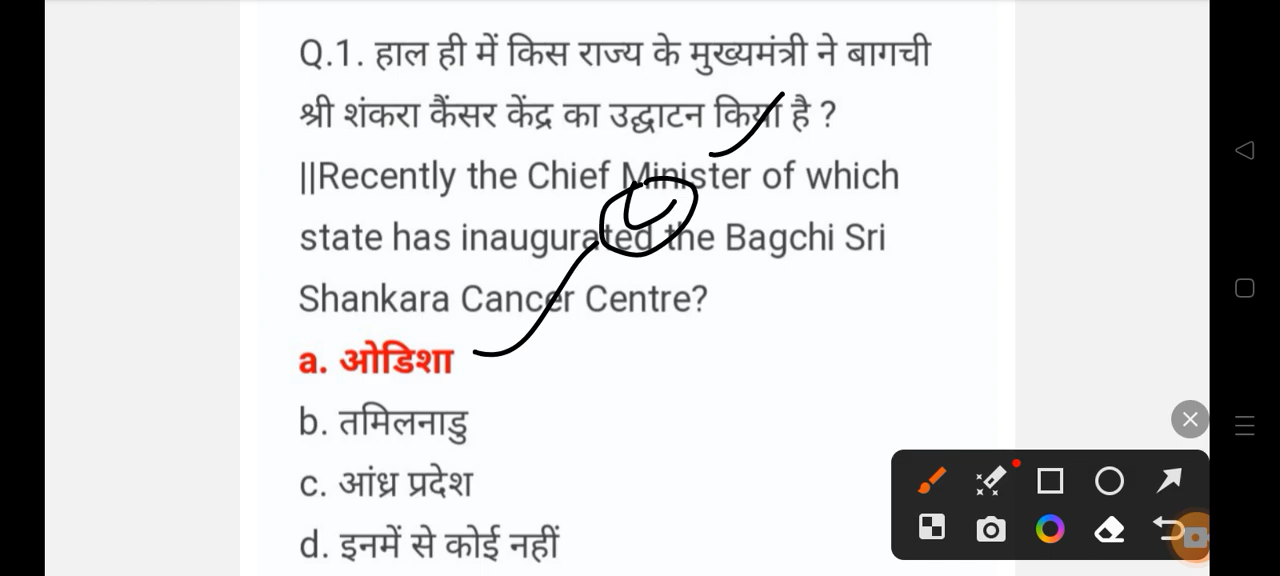 Q.1. हाल ही में किस राज्य के मुख्यमंत्री ने बागची
श्री शंकरा कैंसर केंद्र का उद्घाटन किया है ?
||Recently the Chief Minister of which
state has inaugurated the Bagchi Sri
Shankara Cancer Centre?
a. ओडिशा
b. तमिलनाडु
c. आंध्र प्रदेश
d. इनमें से कोई नहीं